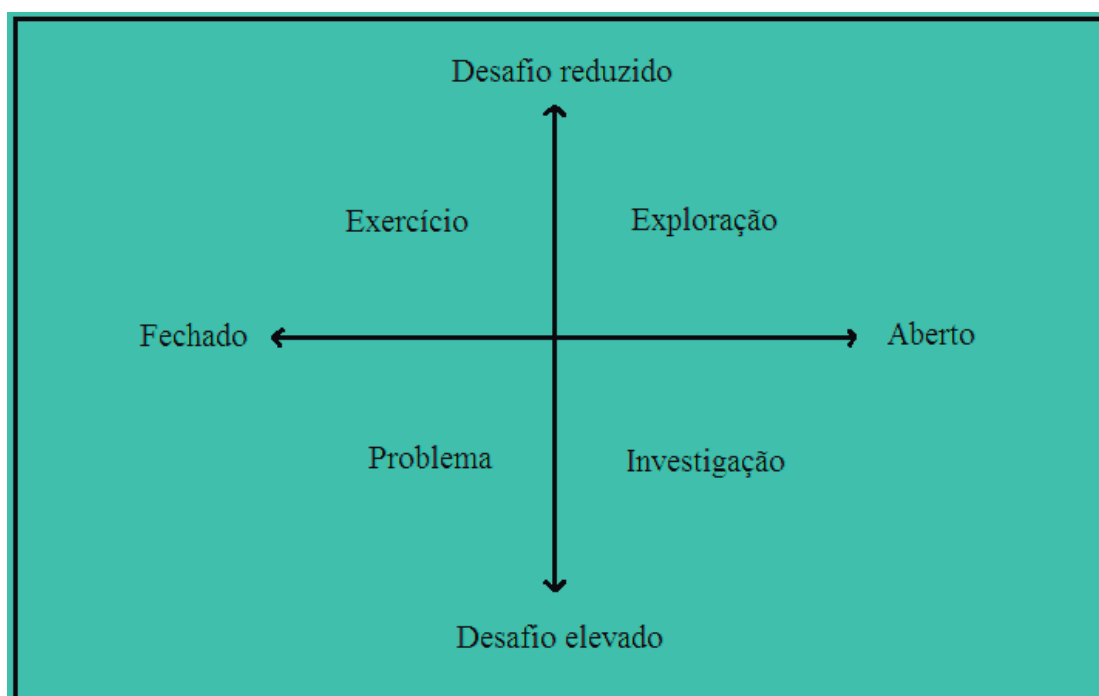 Desafio reduzido
Exercício
Exploração
Fechado
Aberto
Problema
Investigação
Desafio elevado